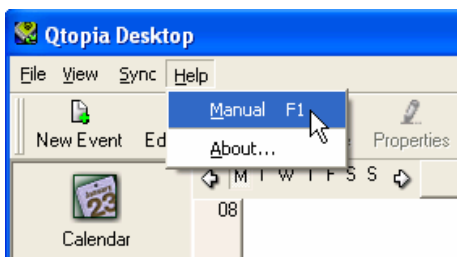 Qtopia Desktop
File View Sync Help
Manual F1
New Event Ed Properties
About...
M T W T F S S
08
January
23
Calendar